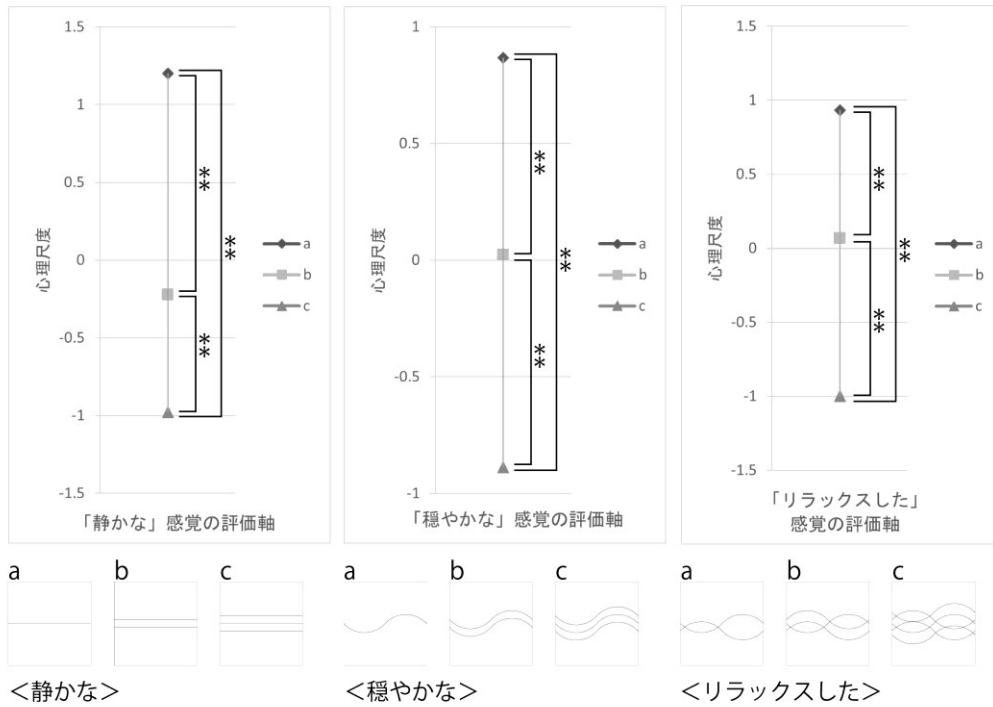 1.5
1
0.5
0
-0.5
-1
-1.5
心理尺度
**
**
**
a
b
c
「静かな」感覚の評価軸
1
0.5
0
-0.5
-1
心理尺度
**
**
**
a
b
c
「穏やかな」感覚の評価軸
1.5
1
0.5
0
-0.5
-1
-1.5
心理尺度
**
**
**
a
b
c
「リラックスした」
感覚の評価軸
a b c
<静かな>
a b c
<穏やかな>
a b c
<リラックスした>